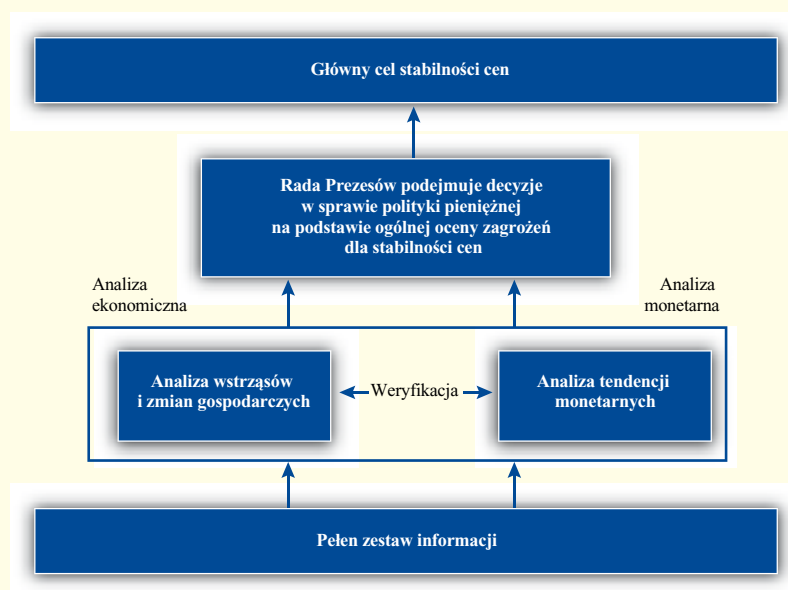 Główny cel stabilności cen
Rada Prezesów podejmuje decyzje
w sprawie polityki pieniężnej
na podstawie ogólnej oceny zagrożeń
dla stabilności cen
Analiza
ekonomiczna
Analiza
monetarna
Analiza wstrząsów
i zmian gospodarczych
Weryfikacja
Analiza tendencji
monetarnych
Pełen zestaw informacji